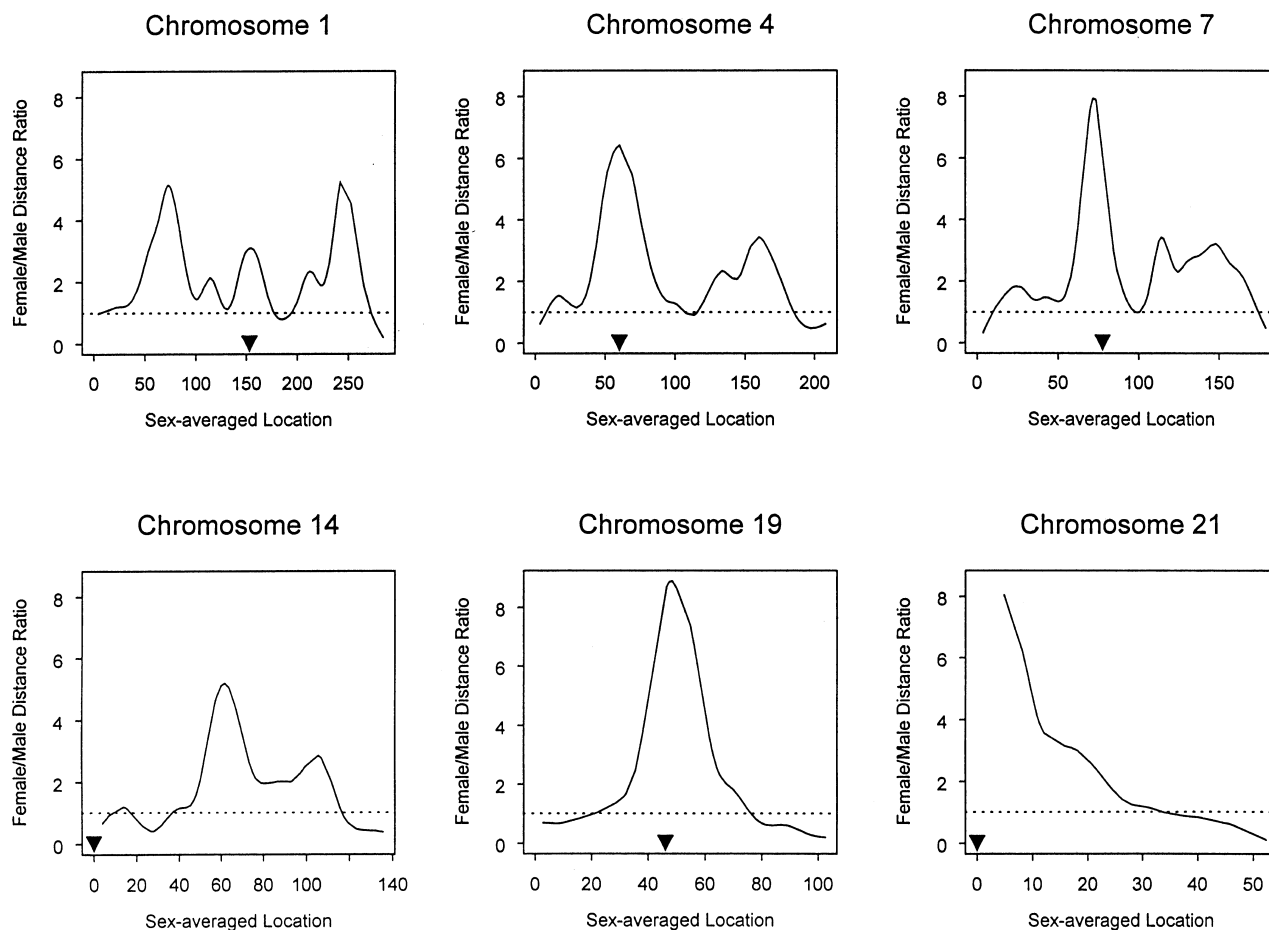 Chromosome 1
Chromosome 4
Chromosome 7
Female/Male Distance Ratio
8
6
4
2
0
0 50 100 150 200 250
Sex-averaged Location
Female/Male Distance Ratio
8
6
4
2
0
0 50 100 150 200
Sex-averaged Location
Female/Male Distance Ratio
8
6
4
2
0
0 50 100 150
Sex-averaged Location
Chromosome 14
Chromosome 19
Chromosome 21
Female/Male Distance Ratio
8
6
4
2
0
0 20 40 60 80 100 140
Sex-averaged Location
Female/Male Distance Ratio
8
6
4
2
0
0 20 40 60 80 100
Sex-averaged Location
Female/Male Distance Ratio
8
6
4
2
0
0 10 20 30 40 50
Sex-averaged Location